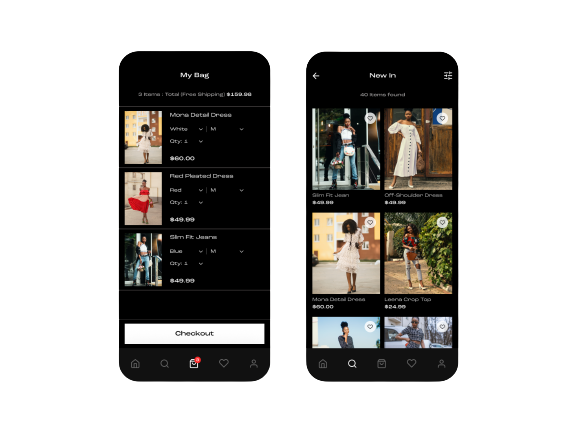 My Bag
3 Items : Total (Free Shipping) $159.98
Mona Detail Dress
White | M
Qty: 1
$60.00
Red Pleated Dress
Red | M
Qty: 1
$49.99
Slim Fit Jeans
Blue | M
Qty: 1
$49.99
Checkout
New In
40 Items found
Slim Fit Jean
$49.99
Off-Shoulder Dress
$49.99
Mona Detail Dress
$60.00
Leena Crop Top
$24.99